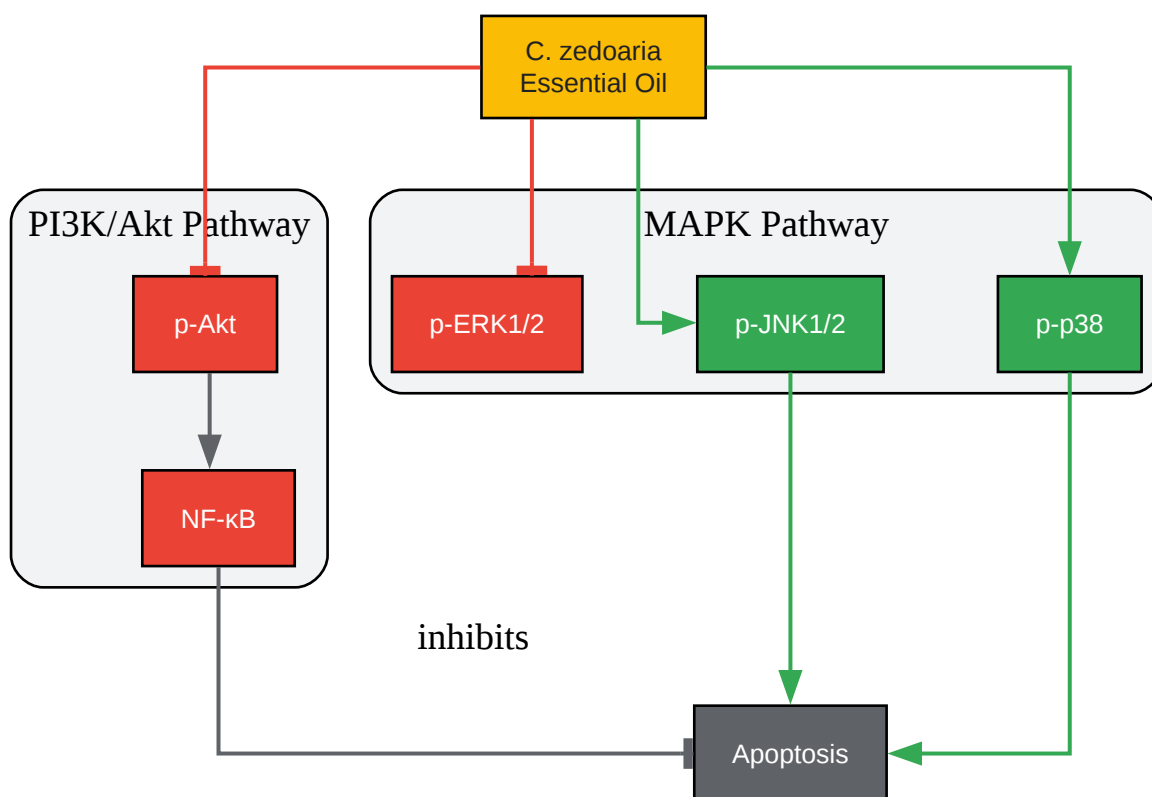 C. zedoaria
Essential Oil
PI3K/Akt Pathway
MAPK Pathway
p-Akt
p-ERK1/2
p-JNK1/2
p-p38
NF-κB
inhibits
Apoptosis